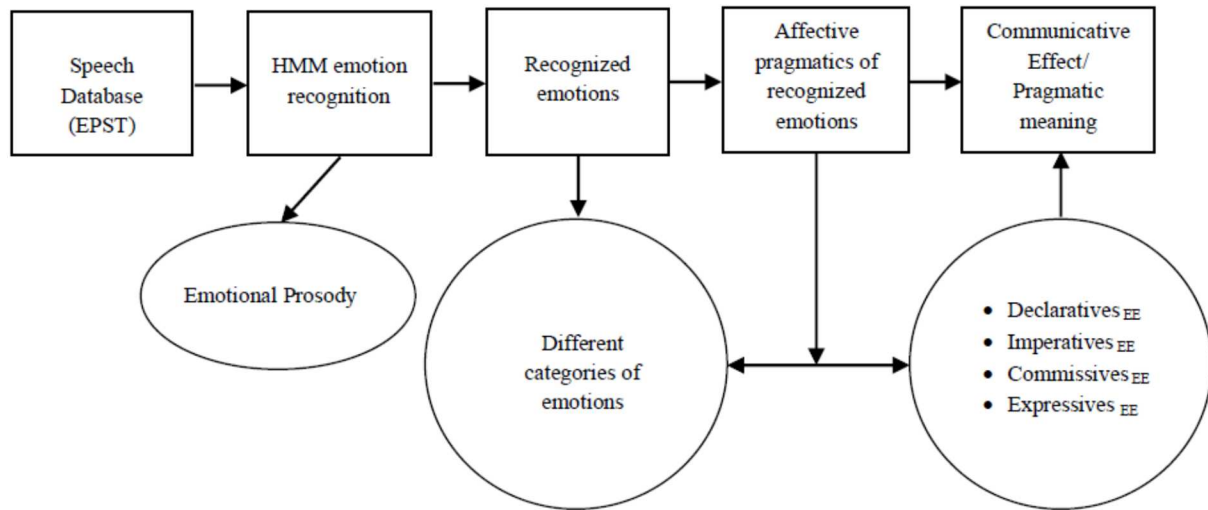 Speech
Database
(EPST)
HMM emotion
recognition
Recognized
emotions
Affective
pragmatics of
recognized
emotions
Communicative
Effect/
Pragmatic
meaning
Emotional Prosody
Different
categories of
emotions
• Declaratives EE
• Imperatives EE
• Commissives EE
• Expressives EE